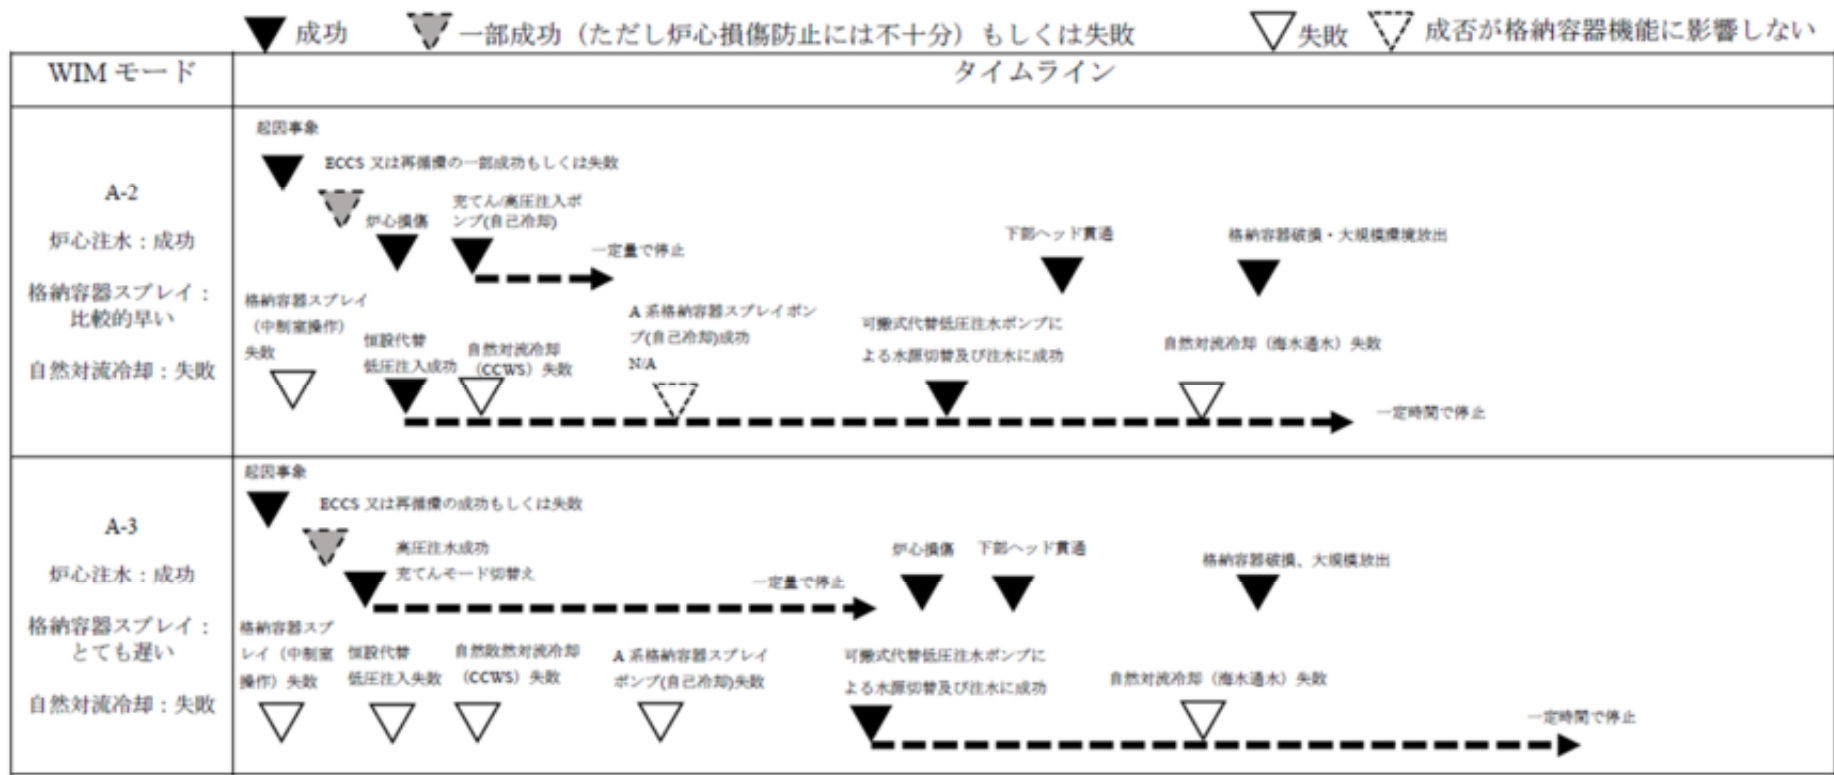 成功
一部成功（ただし炉心損傷防止には不十分）もしくは失敗
失敗
成否が格納容器機能に影響しない
WIM モード
タイムライン
A-2
炉心注水：成功
格納容器スプレイ：
比較的早い
自然対流冷却：失敗
起因事象
ECCS 又は再循環の一部成功もしくは失敗
炉心損傷
充てん/高圧注入ポ
ンプ(自己冷却)
一定量で停止
下部ヘッド貫通
格納容器破損・大規模環境放出
格納容器スプレイ
（中制室操作）
失敗
恒設代替
低圧注入成功
自然対流冷却
（CCWS）失敗
A 系格納容器スプレイポン
プ(自己冷却)成功
N/A
可搬式代替低圧注水ポンプに
よる水源切替及び注水に成功
自然対流冷却（海水通水）失敗
一定時間で停止
A-3
炉心注水：成功
格納容器スプレイ：
とても遅い
自然対流冷却：失敗
起因事象
ECCS 又は再循環の成功もしくは失敗
高圧注水成功
充てんモード切替え
一定量で停止
炉心損傷
下部ヘッド貫通
格納容器破損、大規模放出
格納容器スプ
レイ（中制室
操作）失敗
恒設代替
低圧注入失敗
自然散然対流冷却
（CCWS）失敗
A 系格納容器スプレイ
ポンプ(自己冷却)失敗
可搬式代替低圧注水ポンプに
よる水源切替及び注水に成功
自然対流冷却（海水通水）失敗
一定時間で停止